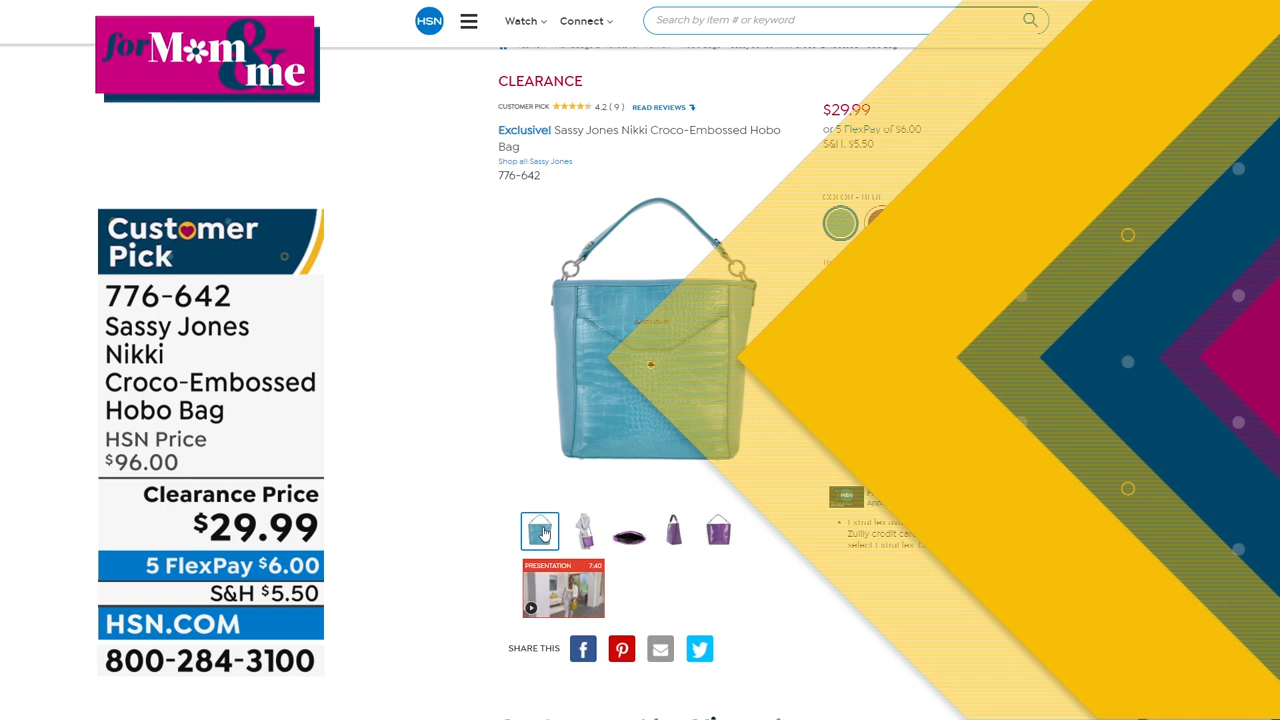 for Mom & me
HSN
Watch
Connect
Search by item # or keyword
CLEARANCE
CUSTOMER PICK 4.2 ( 9 ) READ REVIEWS
Exclusive! Sassy Jones Nikki Croco-Embossed Hobo
Bag
Shop all Sassy Jones
776-642
$29.99
or 5 FlexPay of $6.00
S&H: $5.50
COLOR - BLUE
Customer
Pick
776-642
Sassy Jones
Nikki
Croco-Embossed
Hobo Bag
HSN Price
$96.00
Clearance Price
$29.99
5 FlexPay $6.00
S&H $5.50
HSN.COM
800-284-3100
PRESENTATION 7:40
SHARE THIS